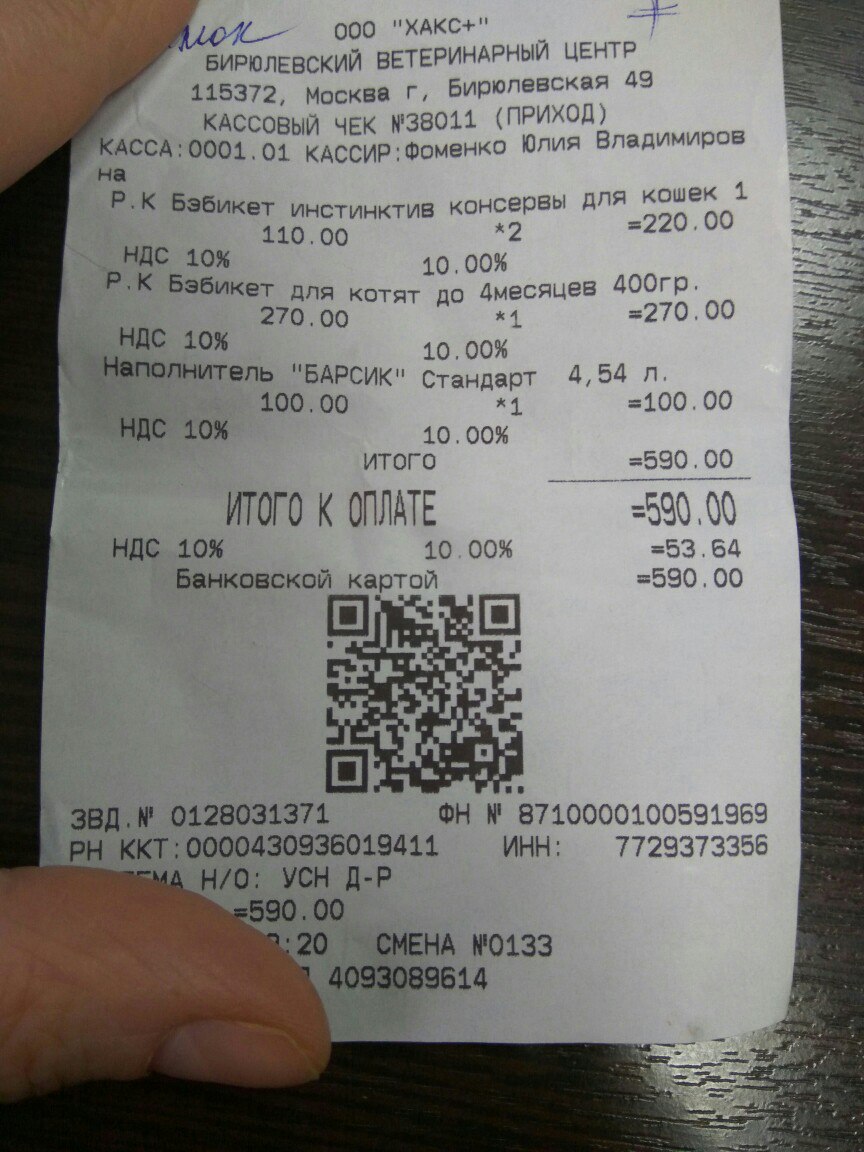 ООО "ХАКС+"
БИРЮЛЕВСКИЙ ВЕТЕРИНАРНЫЙ ЦЕНТР
115372, Москва г, Бирюлевская 49
КАССОВЫЙ ЧЕК №38011 (ПРИХОД)
КАССА:0001.01 КАССИР:Фоменко Юлия Владимиров
на
Р.К Бэбикет инстинктив консервы для кошек 1
110.00 *2 =220.00
НДС 10% 10.00%
Р.К Бэбикет для котят до 4месяцев 400гр.
270.00 *1 =270.00
НДС 10% 10.00%
Наполнитель "БАРСИК" Стандарт 4,54 л.
100.00 *1 =100.00
НДС 10% 10.00%
ИТОГО =590.00
ИТОГО К ОПЛАТЕ =590.00
НДС 10% 10.00% =53.64
Банковской картой =590.00
ЗВД.№ 0128031371 ФН № 8710000100591969
РН ККТ:0000430936019411 ИНН: 7729373356
Н/О: УСН Д-Р
=590.00
:20 СМЕНА №0133
4093089614